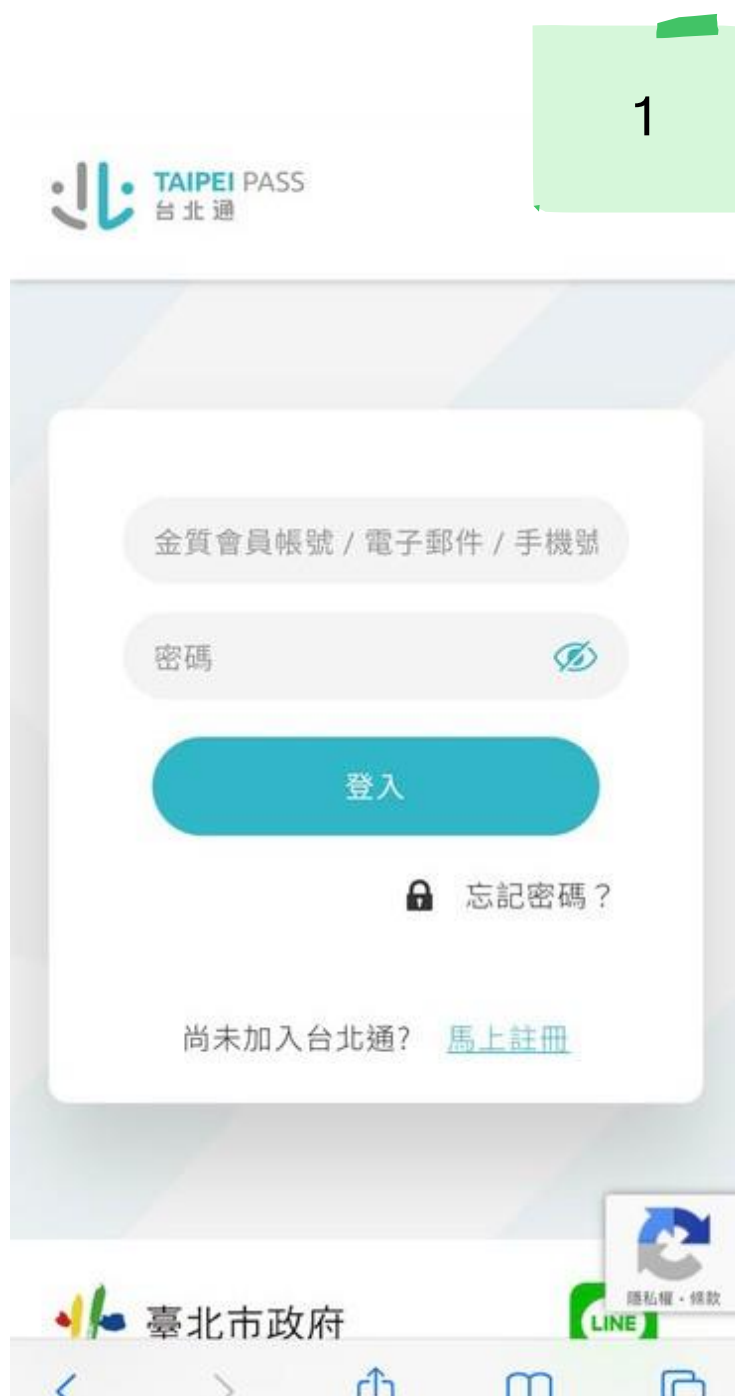 1
TAIPEI PASS
台北通
金質會員帳號 / 電子郵件 / 手機號
密碼
登入
忘記密碼？
尚未加入台北通? 馬上註冊
隱私權・條款
臺北市政府
LINE